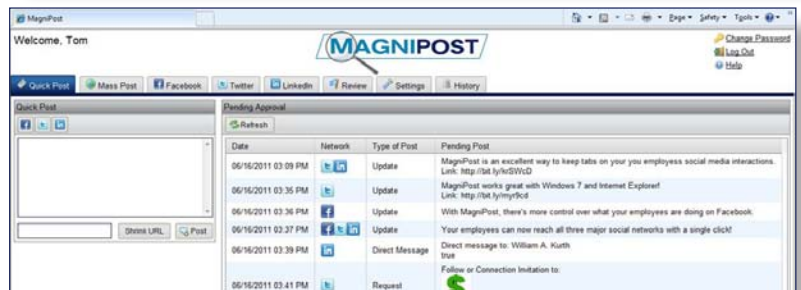 MagniPost
Page Safety Tools
Welcome, Tom
MAGNIPOST
Change Password
Log Out
Help
Quick Post Mass Post Facebook Twitter LinkedIn Review Settings History
Quick Post
Pending Approval
Refresh
Date Network Type of Post Pending Post
06/16/2011 03:09 PM Update MagniPost is an excellent way to keep tabs on your you employess social media interactions.
Link: http://bit.ly/krSWcD
06/16/2011 03:35 PM Update MagniPost works great with Windows 7 and Internet Explorer!
Link: http://bit.ly/myr9cd
06/16/2011 03:36 PM Update With MagniPost, there's more control over what your employees are doing on Facebook.
06/16/2011 03:37 PM Update Your employees can now reach all three major social networks with a single click!
Shrink URL Post
06/16/2011 03:39 PM Direct Message Direct message to: William A. Kurth
true
Follow or Connection Invitation to:
06/16/2011 03:41 PM Request